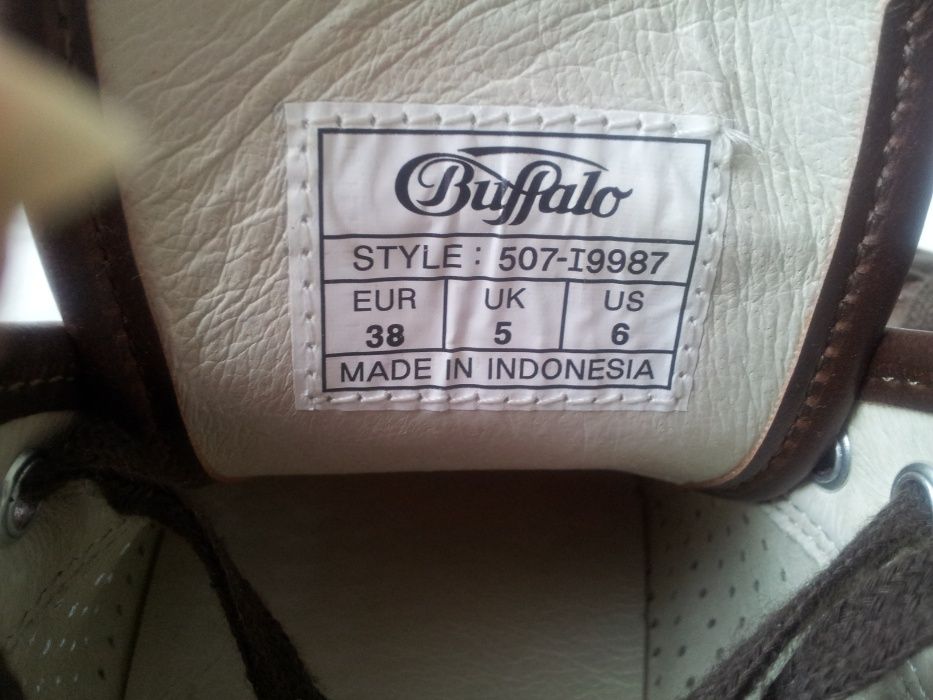 Buffalo
STYLE : 507-I9987
EUR UK US
38 5 6
MADE IN INDONESIA